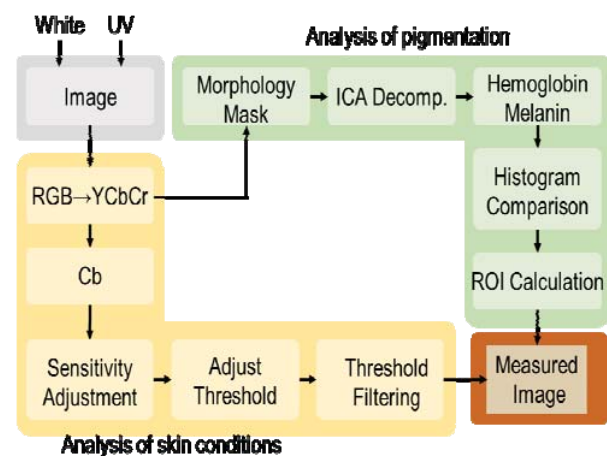 White UV
Analysis of pigmentation
Image
Morphology
Mask
ICA Decomp.
Hemoglobin
Melanin
RGB→YCbCr
Histogram
Comparison
Cb
ROI Calculation
Sensitivity
Adjustment
Adjust
Threshold
Threshold
Filtering
Measured
Image
Analysis of skin conditions